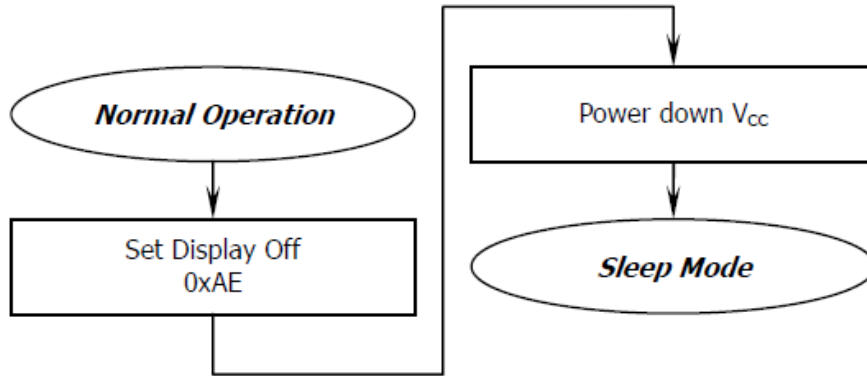 Normal Operation
Set Display Off
0xAE
Power down Vcc
Sleep Mode